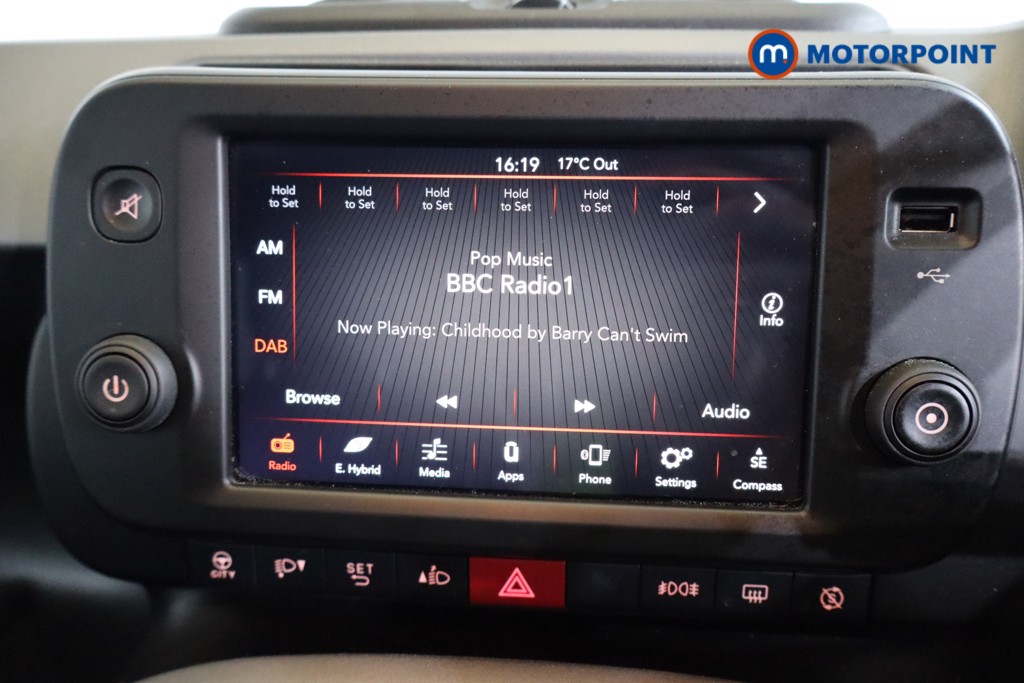 m MOTORPOINT
16:19 17°C Out
Hold to Set
Hold to Set
Hold to Set
Hold to Set
Hold to Set
Hold to Set
AM
FM
DAB
Pop Music
BBC Radio1
Now Playing: Childhood by Barry Can't Swim
i
Info
Browse
Audio
Radio
E. Hybrid
Media
Apps
Phone
Settings
SE
Compass
CITY
SET